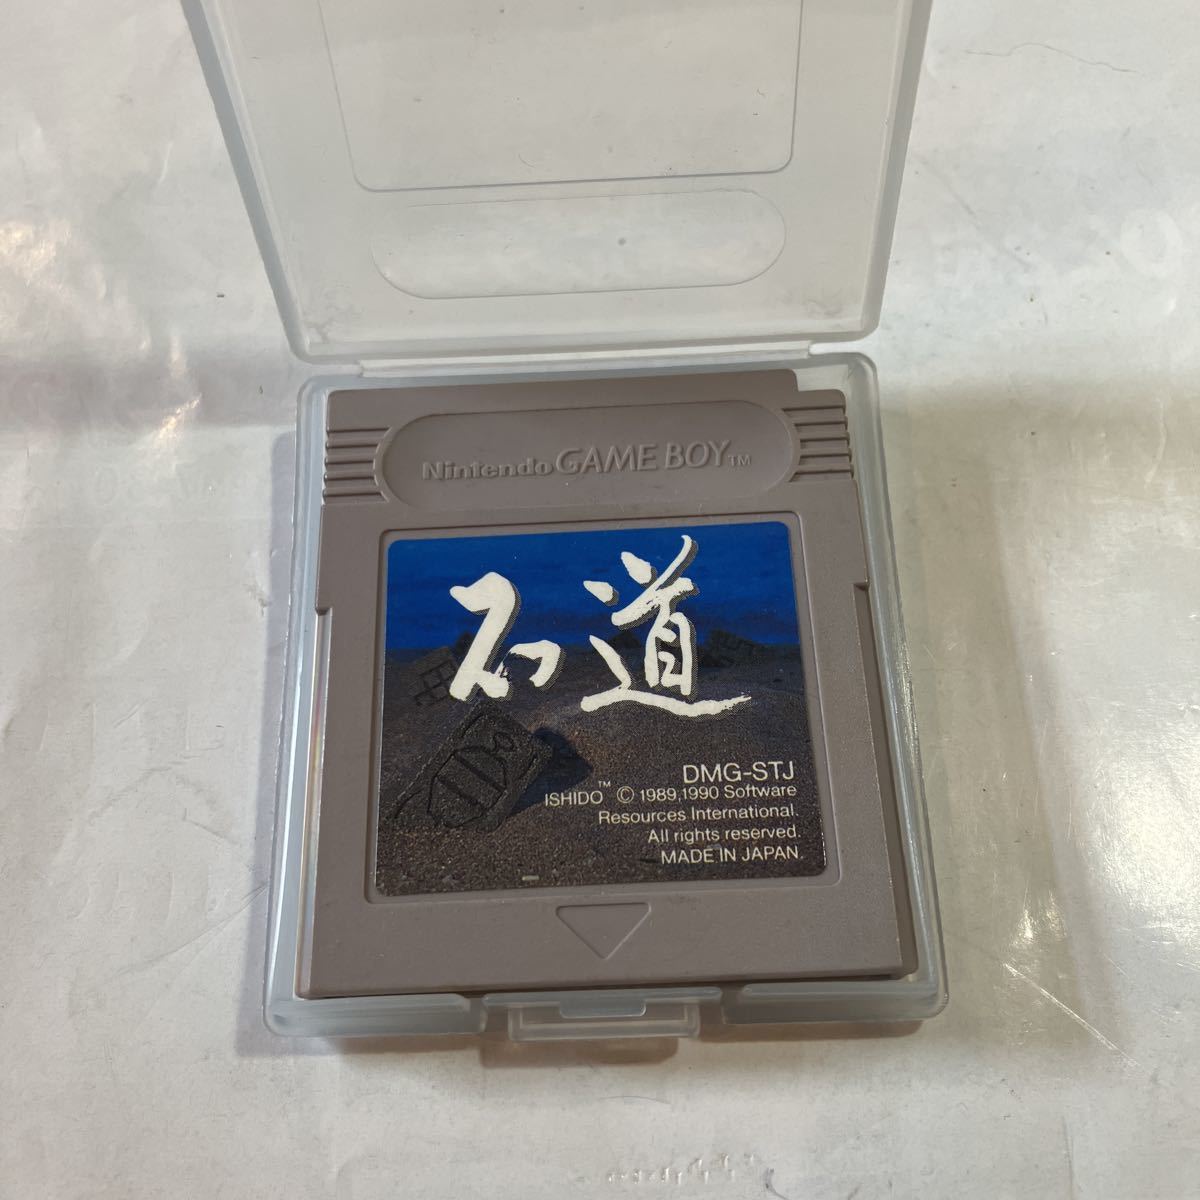 Nintendo GAME BOY™
石道
DMG-STJ
ISHIDO™ © 1989,1990 Software
Resources International.
All rights reserved.
MADE IN JAPAN.